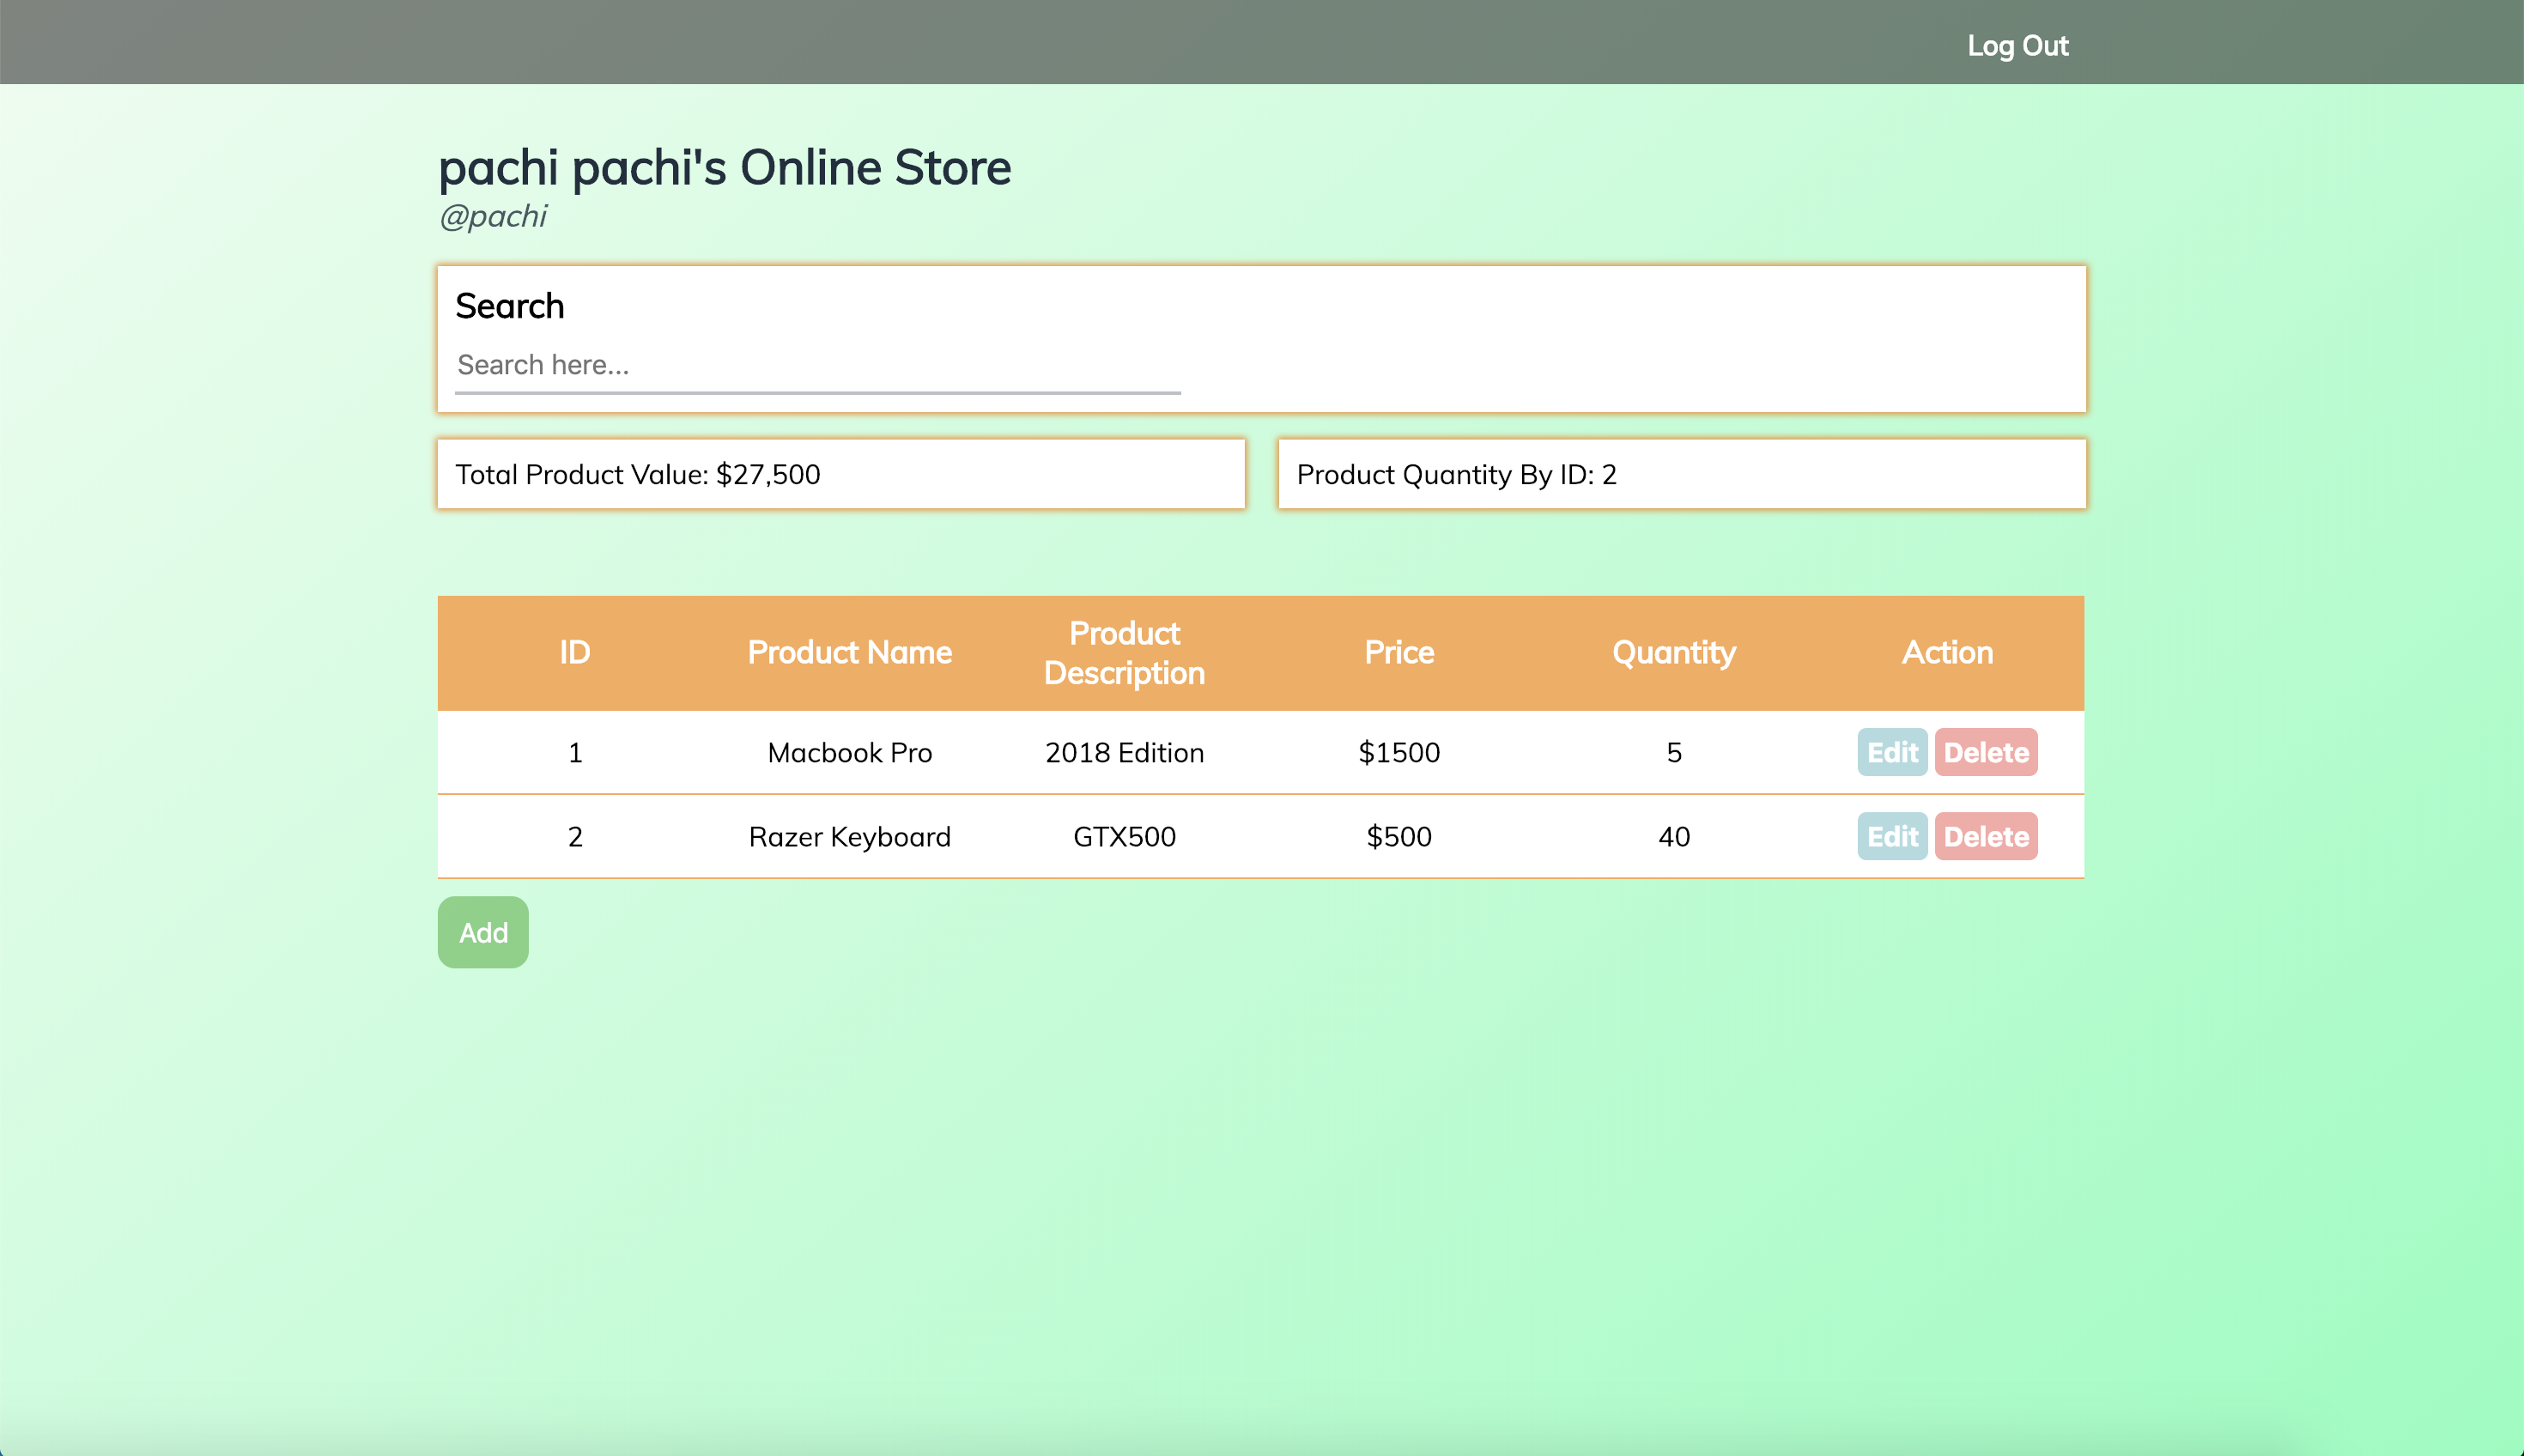 Log Out
pachi pachi's Online Store
@pachi
Search
Search here...
Total Product Value: $27,500
Product Quantity By ID: 2
ID Product Name Product Description Price Quantity Action
1 Macbook Pro 2018 Edition $1500 5 Edit Delete
2 Razer Keyboard GTX500 $500 40 Edit Delete
Add